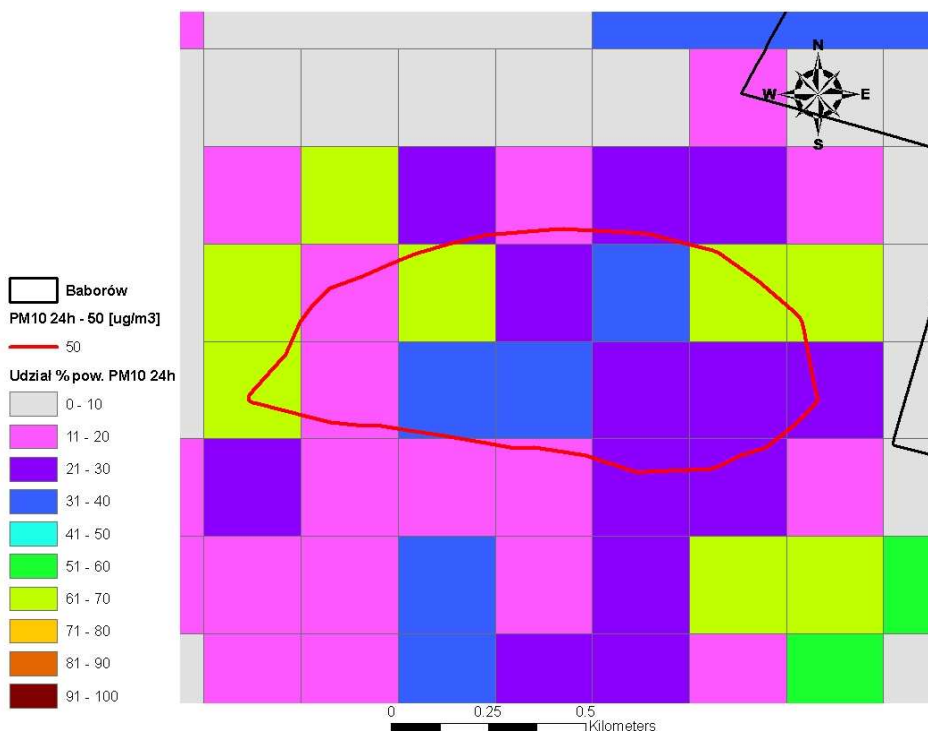 N
W E
S
Baborów
PM10 24h - 50 [ug/m3]
50
Udział % pow. PM10 24h
0 - 10
11 - 20
21 - 30
31 - 40
41 - 50
51 - 60
61 - 70
71 - 80
81 - 90
91 - 100
0 0.25 0.5
Kilometers